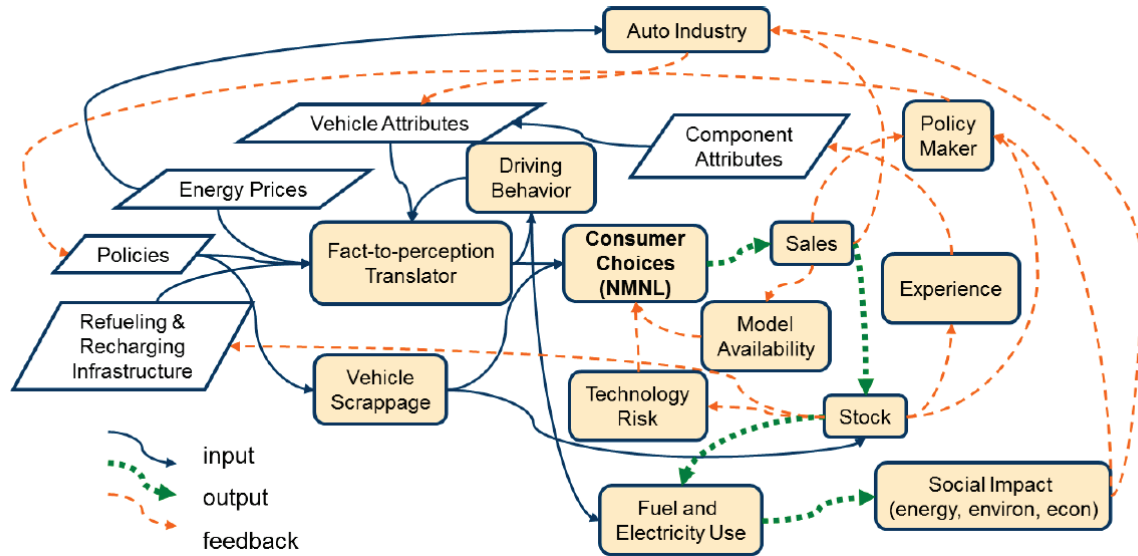 Auto Industry
Vehicle Attributes
Component
Attributes
Policy
Maker
Driving
Behavior
Energy Prices
Policies
Fact-to-perception
Translator
Consumer
Choices
(NMNL)
Sales
Experience
Refueling &
Recharging
Infrastructure
Model
Availability
Vehicle
Scrappage
Technology
Risk
Stock
input
output
feedback
Fuel and
Electricity Use
Social Impact
(energy, environ, econ)